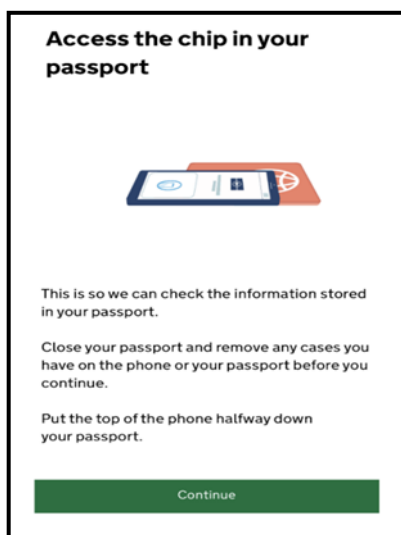 Access the chip in your
passport
This is so we can check the information stored
in your passport.
Close your passport and remove any cases you
have on the phone or your passport before you
continue.
Put the top of the phone halfway down
your passport.
Continue